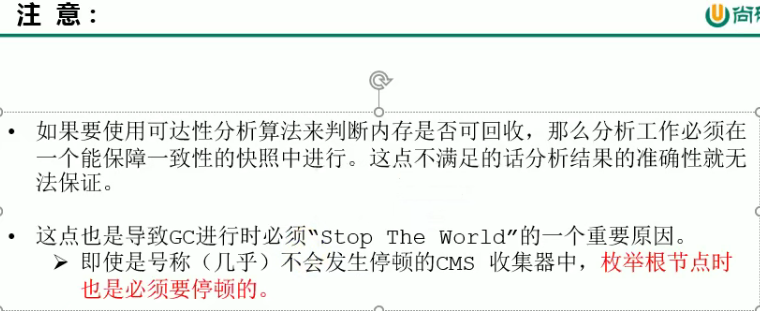 注 意：
尚硅
• 如果要使用可达性分析算法来判断内存是否可回收，那么分析工作必须在
一个能保障一致性的快照中进行。这点不满足的话分析结果的准确性就无
法保证。
• 这点也是导致GC进行时必须“Stop The World”的一个重要原因。
➢ 即使是号称（几乎）不会发生停顿的CMS 收集器中，枚举根节点时
也是必须要停顿的。